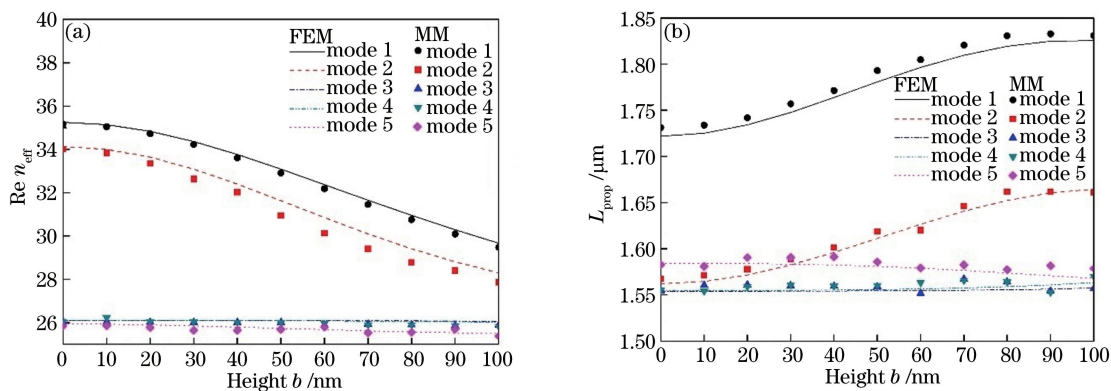 (a)
FEM MM
mode 1 mode 1
mode 2 mode 2
mode 3 mode 3
mode 4 mode 4
mode 5 mode 5
40
38
36
34
32
30
28
26
Re n_eff
0 10 20 30 40 50 60 70 80 90 100
Height b /nm
(b)
FEM MM
mode 1 mode 1
mode 2 mode 2
mode 3 mode 3
mode 4 mode 4
mode 5 mode 5
1.85
1.80
1.75
1.70
1.65
1.60
1.55
1.50
L_prop /μm
0 10 20 30 40 50 60 70 80 90 100
Height b /nm